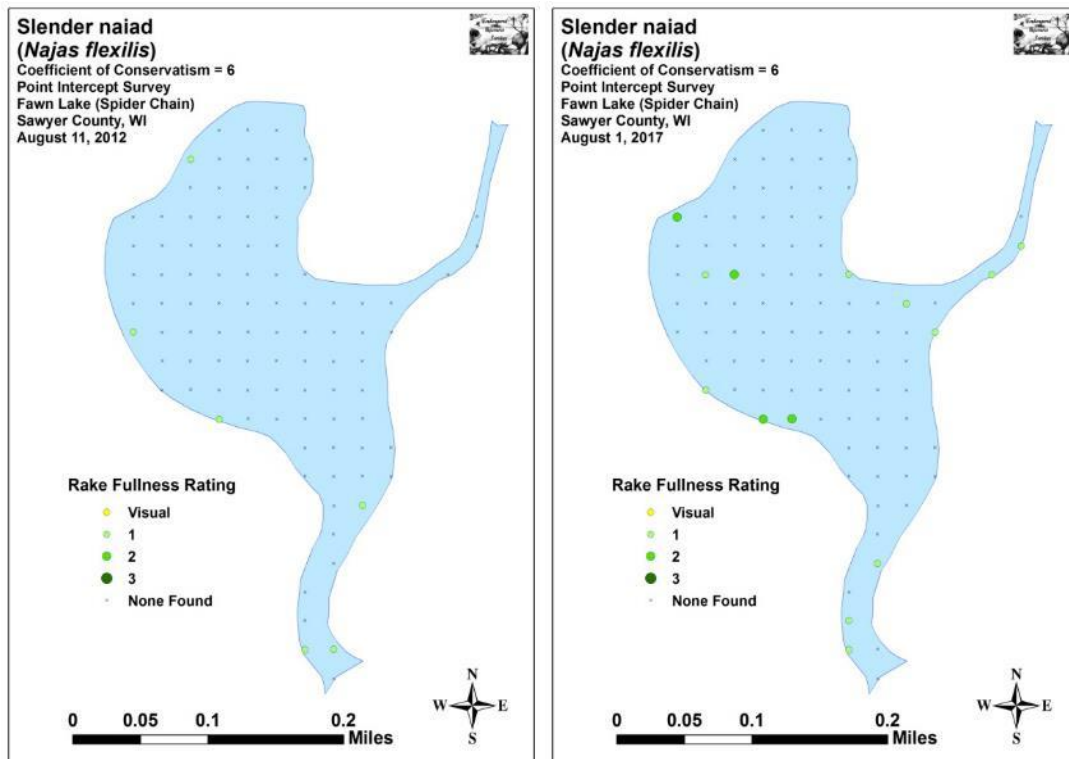 Slender naiad
(Najas flexilis)
Coefficient of Conservatism = 6
Point Intercept Survey
Fawn Lake (Spider Chain)
Sawyer County, WI
August 11, 2012
Rake Fullness Rating
Visual
1
2
3
None Found
N
W E
S
0 0.05 0.1 0.2
Miles
Slender naiad
(Najas flexilis)
Coefficient of Conservatism = 6
Point Intercept Survey
Fawn Lake (Spider Chain)
Sawyer County, WI
August 1, 2017
Rake Fullness Rating
Visual
1
2
3
None Found
N
W E
S
0 0.05 0.1 0.2
Miles